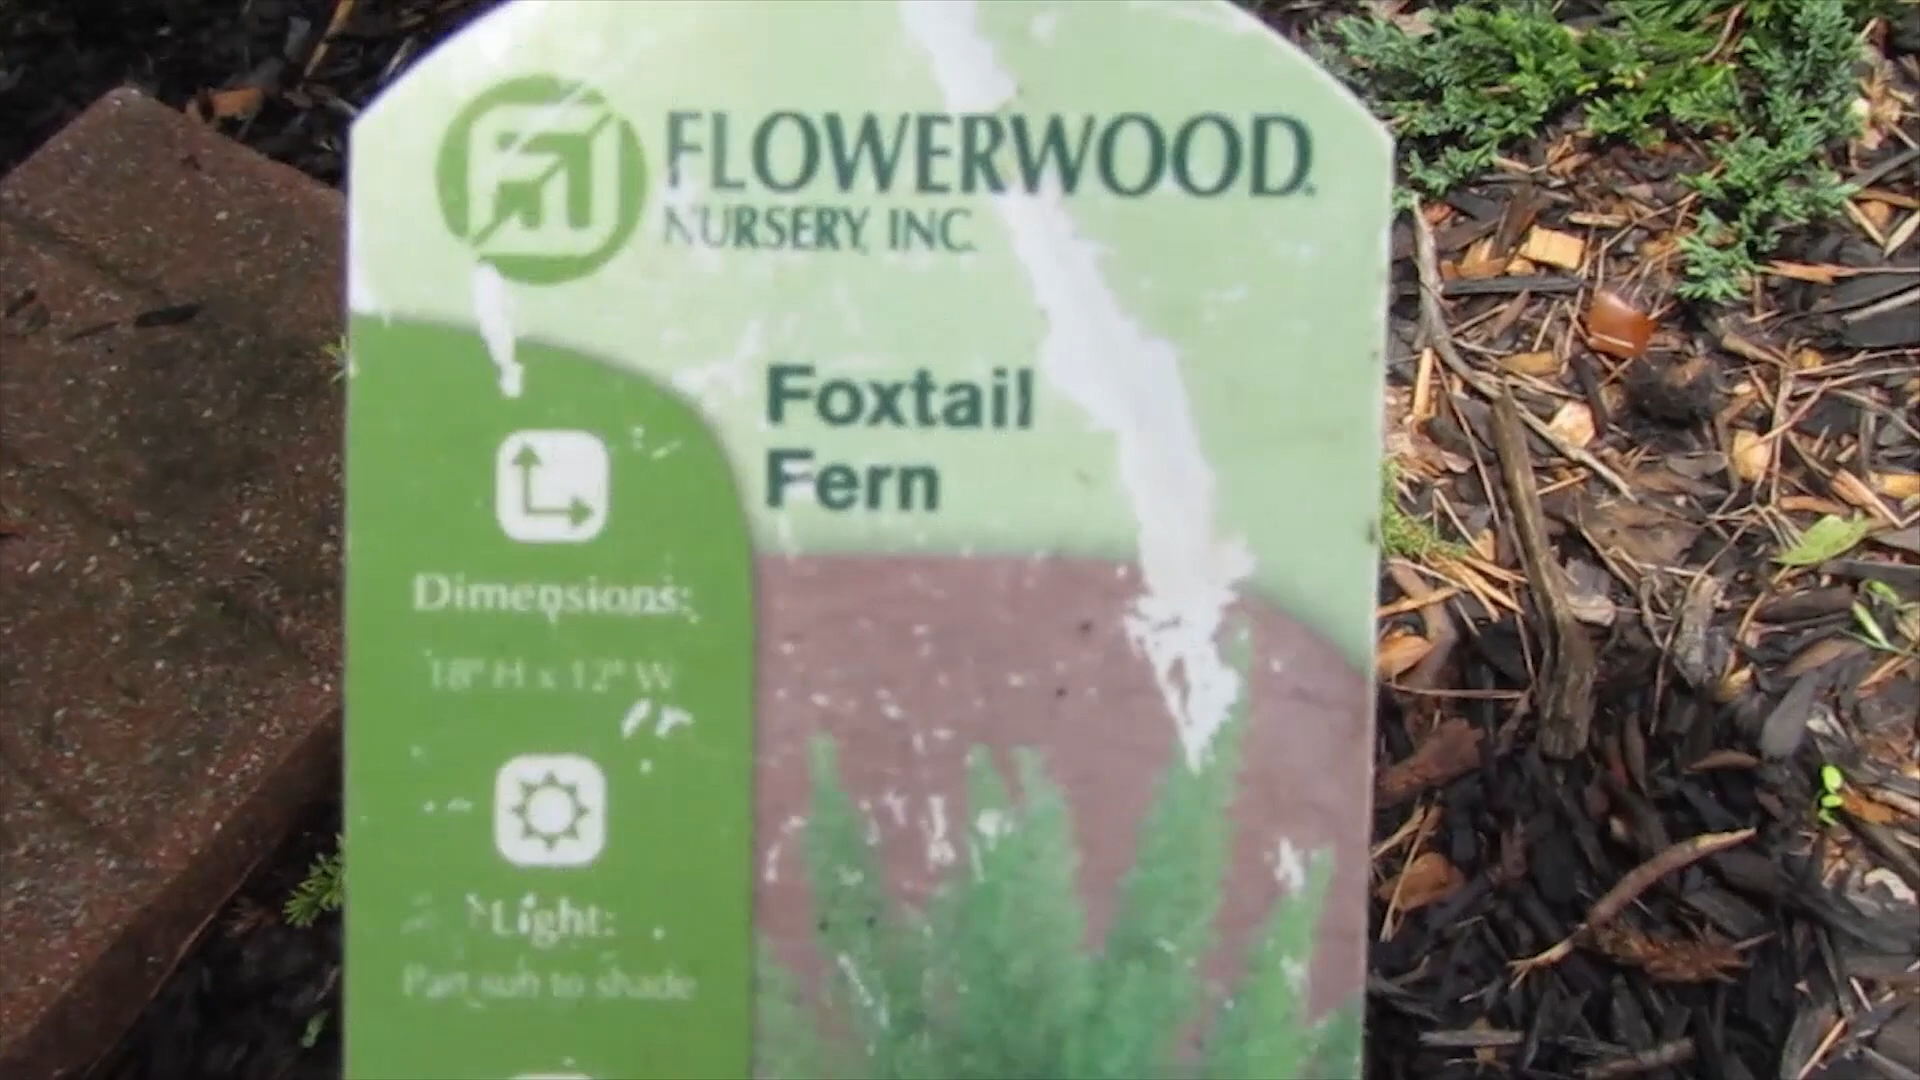 FLOWERWOOD
NURSERY, INC.
Foxtail
Fern
Dimensions:
18" H x 12" W
Light:
Part sun to shade